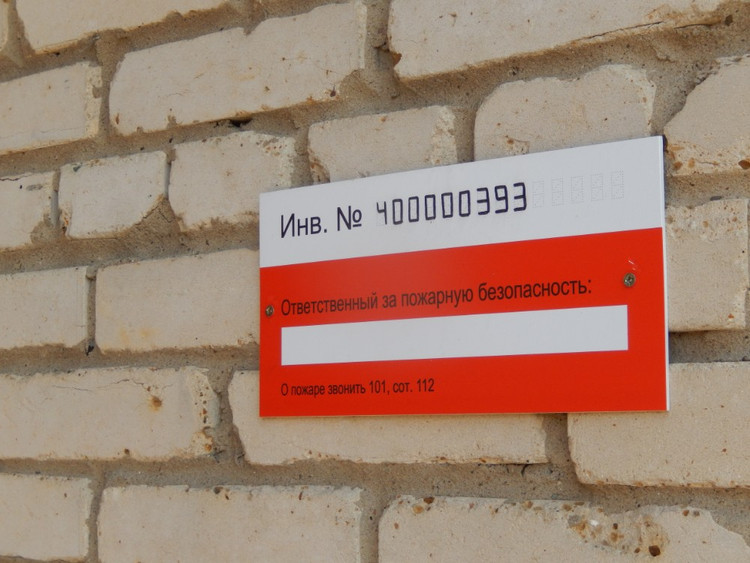 Инв. № 400000393
Ответственный за пожарную безопасность:
О пожаре звонить 101, сот. 112